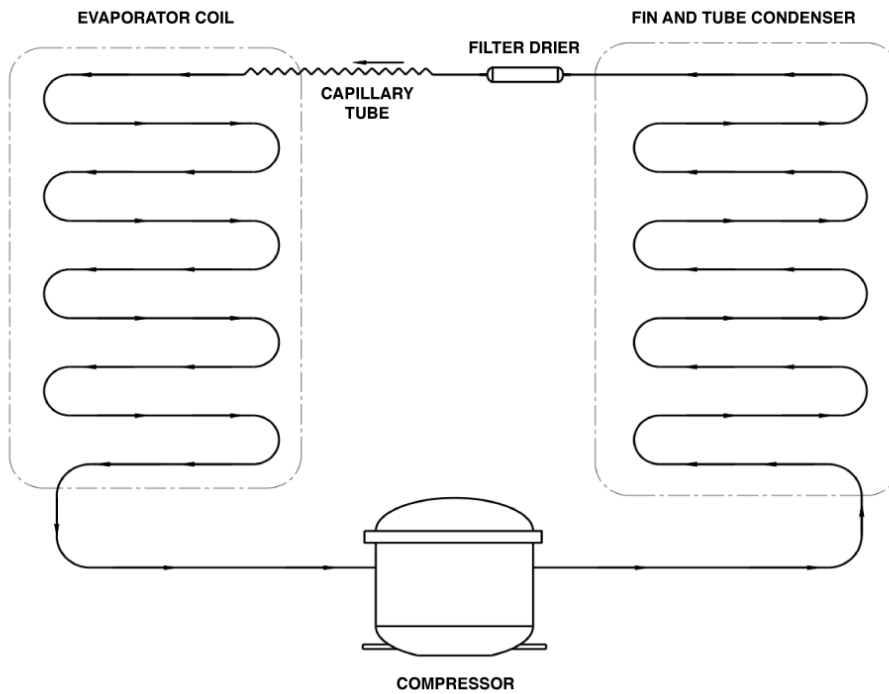 EVAPORATOR COIL
FIN AND TUBE CONDENSER
FILTER DRIER
CAPILLARY
TUBE
COMPRESSOR